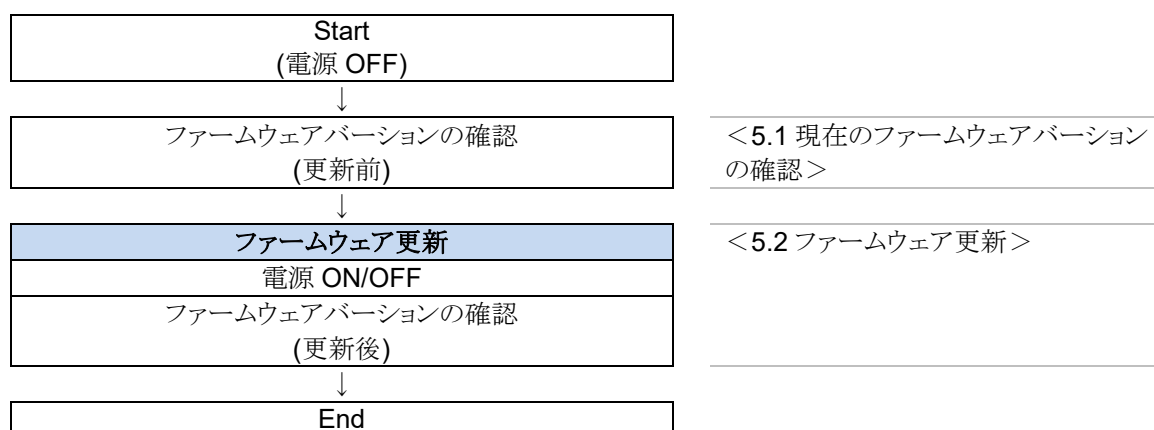 Start
(電源 OFF)
↓
ファームウェアバージョンの確認
(更新前)
<5.1 現在のファームウェアバージョン
の確認>
↓
ファームウェア更新
<5.2 ファームウェア更新>
電源 ON/OFF
ファームウェアバージョンの確認
(更新後)
↓
End